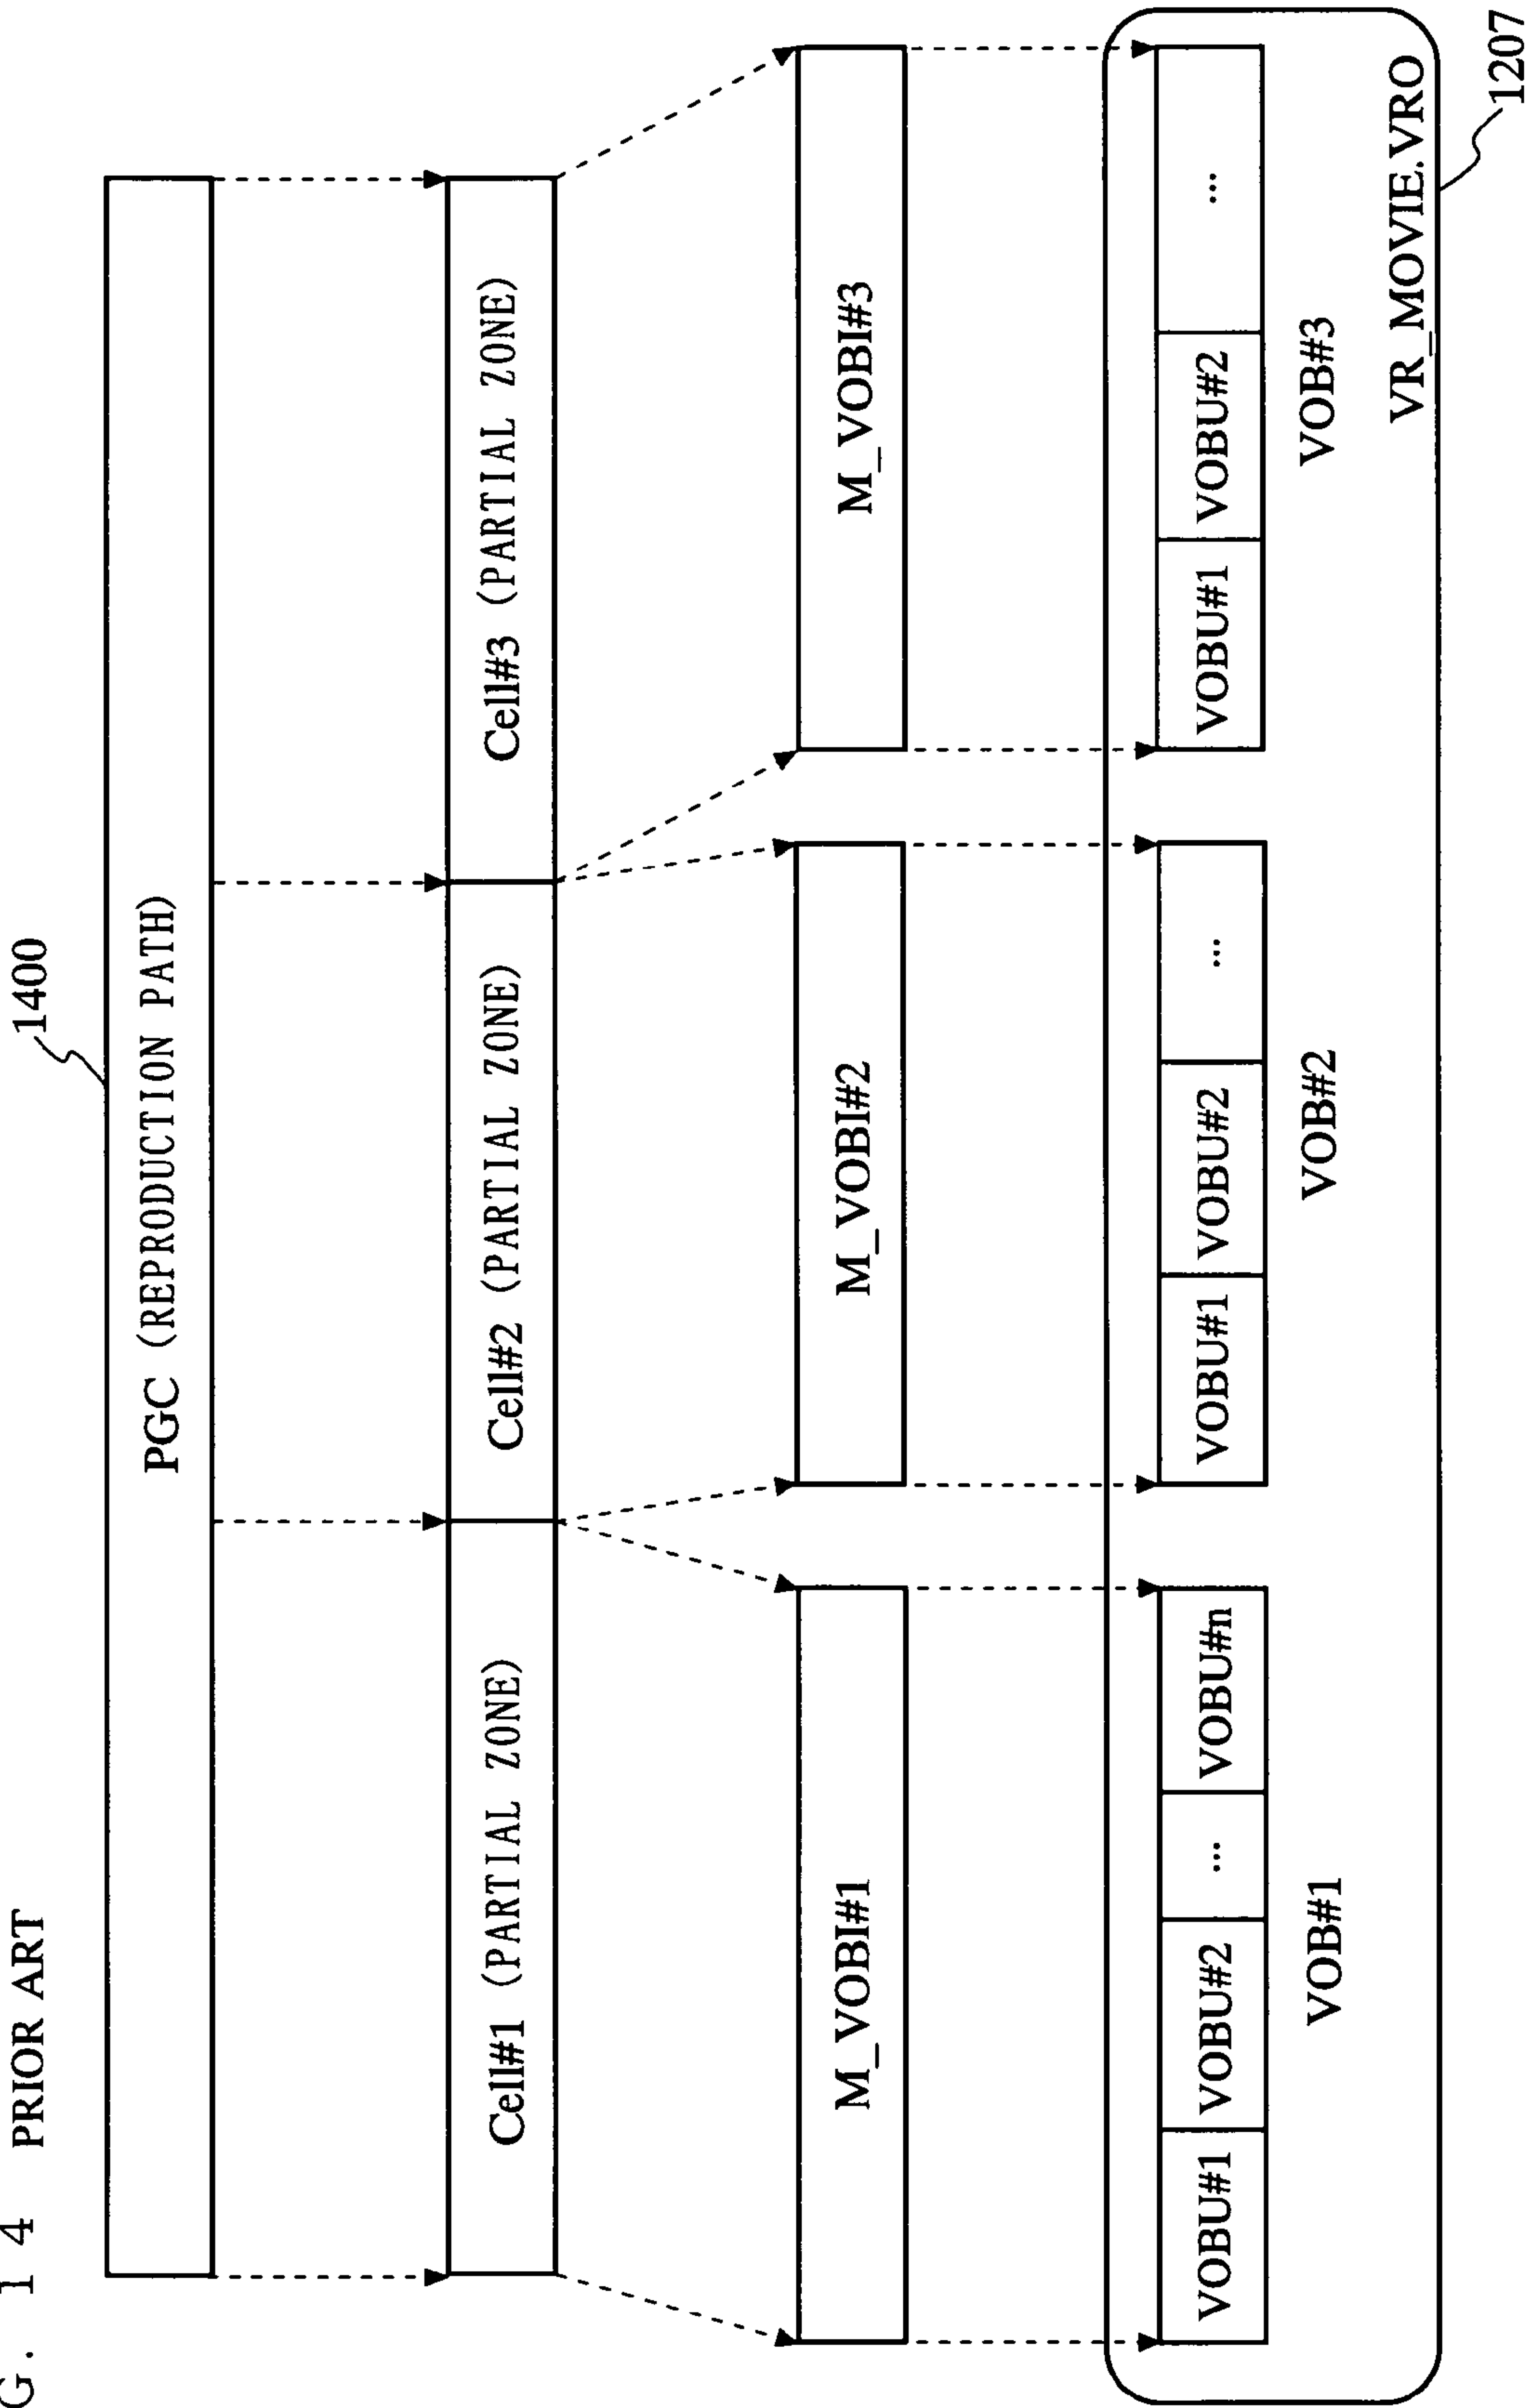 G. 14 PRIOR ART
1400
PGC (REPRODUCTION PATH)
Cell#1 (PARTIAL ZONE)
Cell#2 (PARTIAL ZONE)
Cell#3 (PARTIAL ZONE)
M_VOBI#1
M_VOBI#2
M_VOBI#3
VOBU#1
VOBU#2
...
VOBU#n
VOBU#1
VOBU#2
...
VOBU#1
VOBU#2
...
VOB#1
VOB#2
VOB#3
VR_MOVIE.VRO
1207